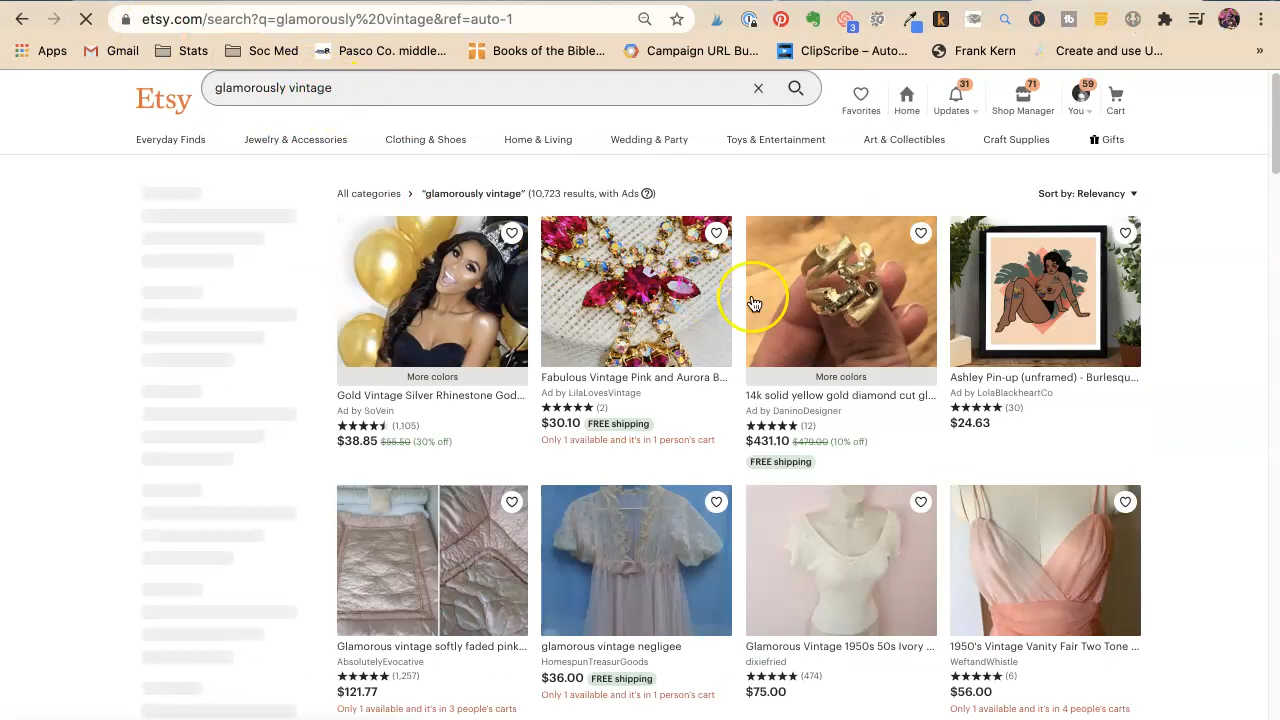 etsy.com/search?q=glamorously%20vintage&ref=auto-1
3
Apps Gmail Stats Soc Med Pasco Co. middle... Books of the Bible... Campaign URL Bu... ClipScribe – Auto... Frank Kern Create and use U... »
Etsy
glamorously vintage
Favorites Home Updates 31 Shop Manager 71 You 59 Cart
Everyday Finds Jewelry & Accessories Clothing & Shoes Home & Living Wedding & Party Toys & Entertainment Art & Collectibles Craft Supplies Gifts
All categories > “glamorously vintage” (10,723 results, with Ads ?) Sort by: Relevancy
More colors
Gold Vintage Silver Rhinestone God...
Ad by SoVein
(1,105)
$38.85 $55.50 (30% off)
Fabulous Vintage Pink and Aurora B...
Ad by LilaLovesVintage
(2)
$30.10 FREE shipping
Only 1 available and it's in 1 person's cart
More colors
14k solid yellow gold diamond cut gl...
Ad by DaninoDesigner
(12)
$431.10 $479.00 (10% off)
FREE shipping
Ashley Pin-up (unframed) - Burlesqu...
Ad by LolaBlackheartCo
(30)
$24.63
Glamorous vintage softly faded pink...
AbsolutelyEvocative
(1,257)
$121.77
Only 1 available and it's in 3 people's carts
glamorous vintage negligee
HomespunTreasurGoods
$36.00 FREE shipping
Only 1 available and it's in 1 person's cart
Glamorous Vintage 1950s 50s Ivory ...
dixiefried
(474)
$75.00
1950's Vintage Vanity Fair Two Tone ...
WeftandWhistle
(6)
$56.00
Only 1 available and it's in 4 people's carts